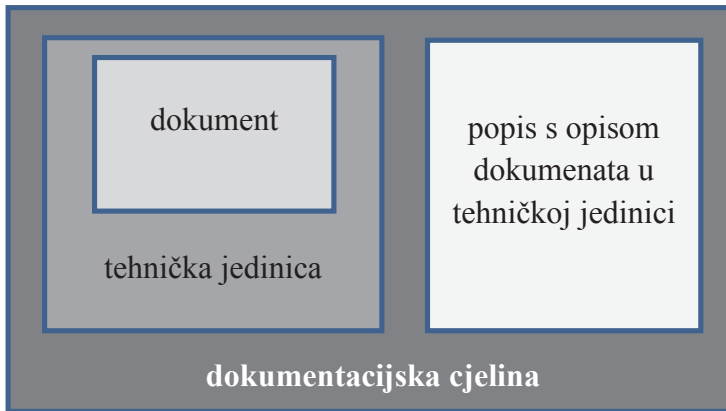 dokument
tehnička jedinica
popis s opisom
dokumenata u
tehničkoj jedinici
dokumentacijska cjelina